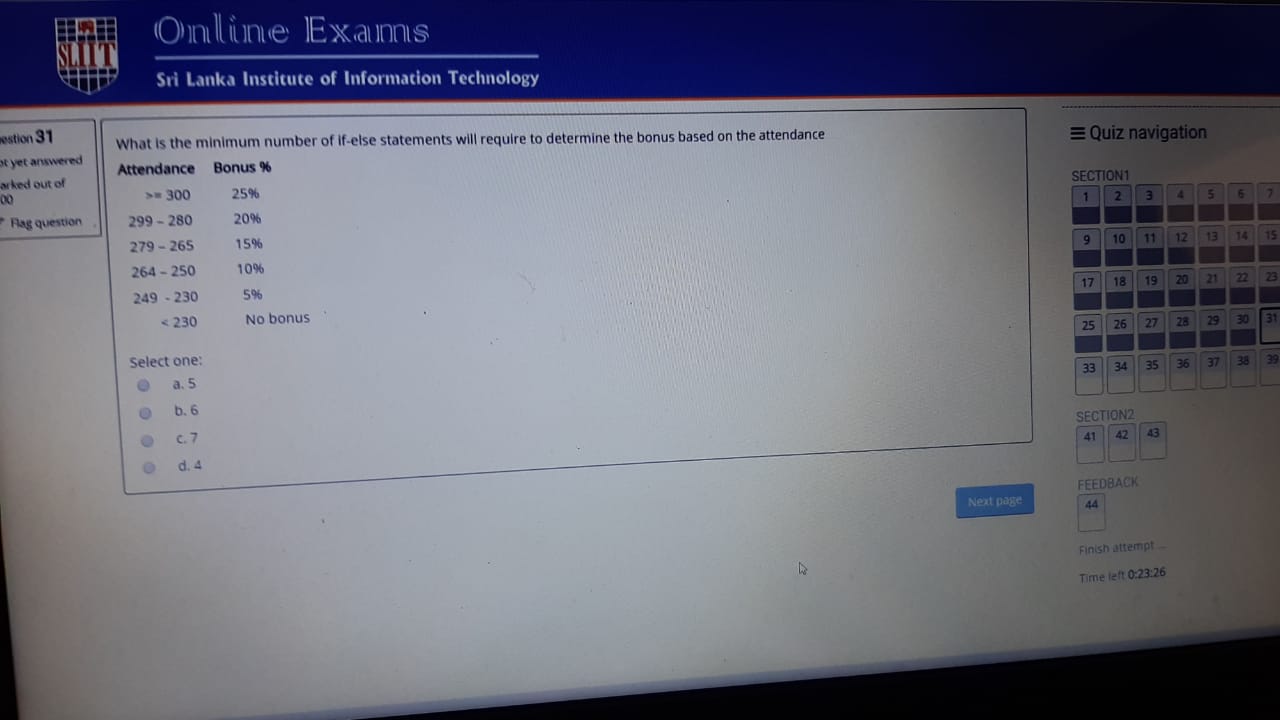 SLIIT
Online Exams
Sri Lanka Institute of Information Technology
estion 31
ot yet answered
arked out of
00
Flag question
What is the minimum number of if-else statements will require to determine the bonus based on the attendance
Attendance Bonus %
>= 300 25%
299 - 280 20%
279 - 265 15%
264 - 250 10%
249 - 230 5%
< 230 No bonus
Select one:
a. 5
b. 6
c. 7
d. 4
Next page
Quiz navigation
SECTION1
1 2 3 4 5 6 7
9 10 11 12 13 14 15
17 18 19 20 21 22 23
25 26 27 28 29 30 31
33 34 35 36 37 38 39
SECTION2
41 42 43
FEEDBACK
44
Finish attempt ...
Time left 0:23:26